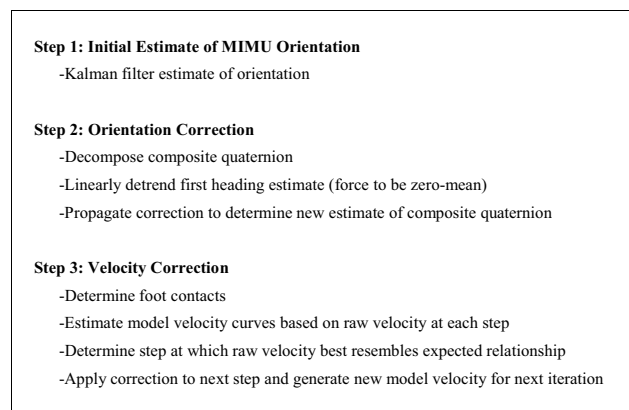 Step 1: Initial Estimate of MIMU Orientation
-Kalman filter estimate of orientation
Step 2: Orientation Correction
-Decompose composite quaternion
-Linearly detrend first heading estimate (force to be zero-mean)
-Propagate correction to determine new estimate of composite quaternion
Step 3: Velocity Correction
-Determine foot contacts
-Estimate model velocity curves based on raw velocity at each step
-Determine step at which raw velocity best resembles expected relationship
-Apply correction to next step and generate new model velocity for next iteration